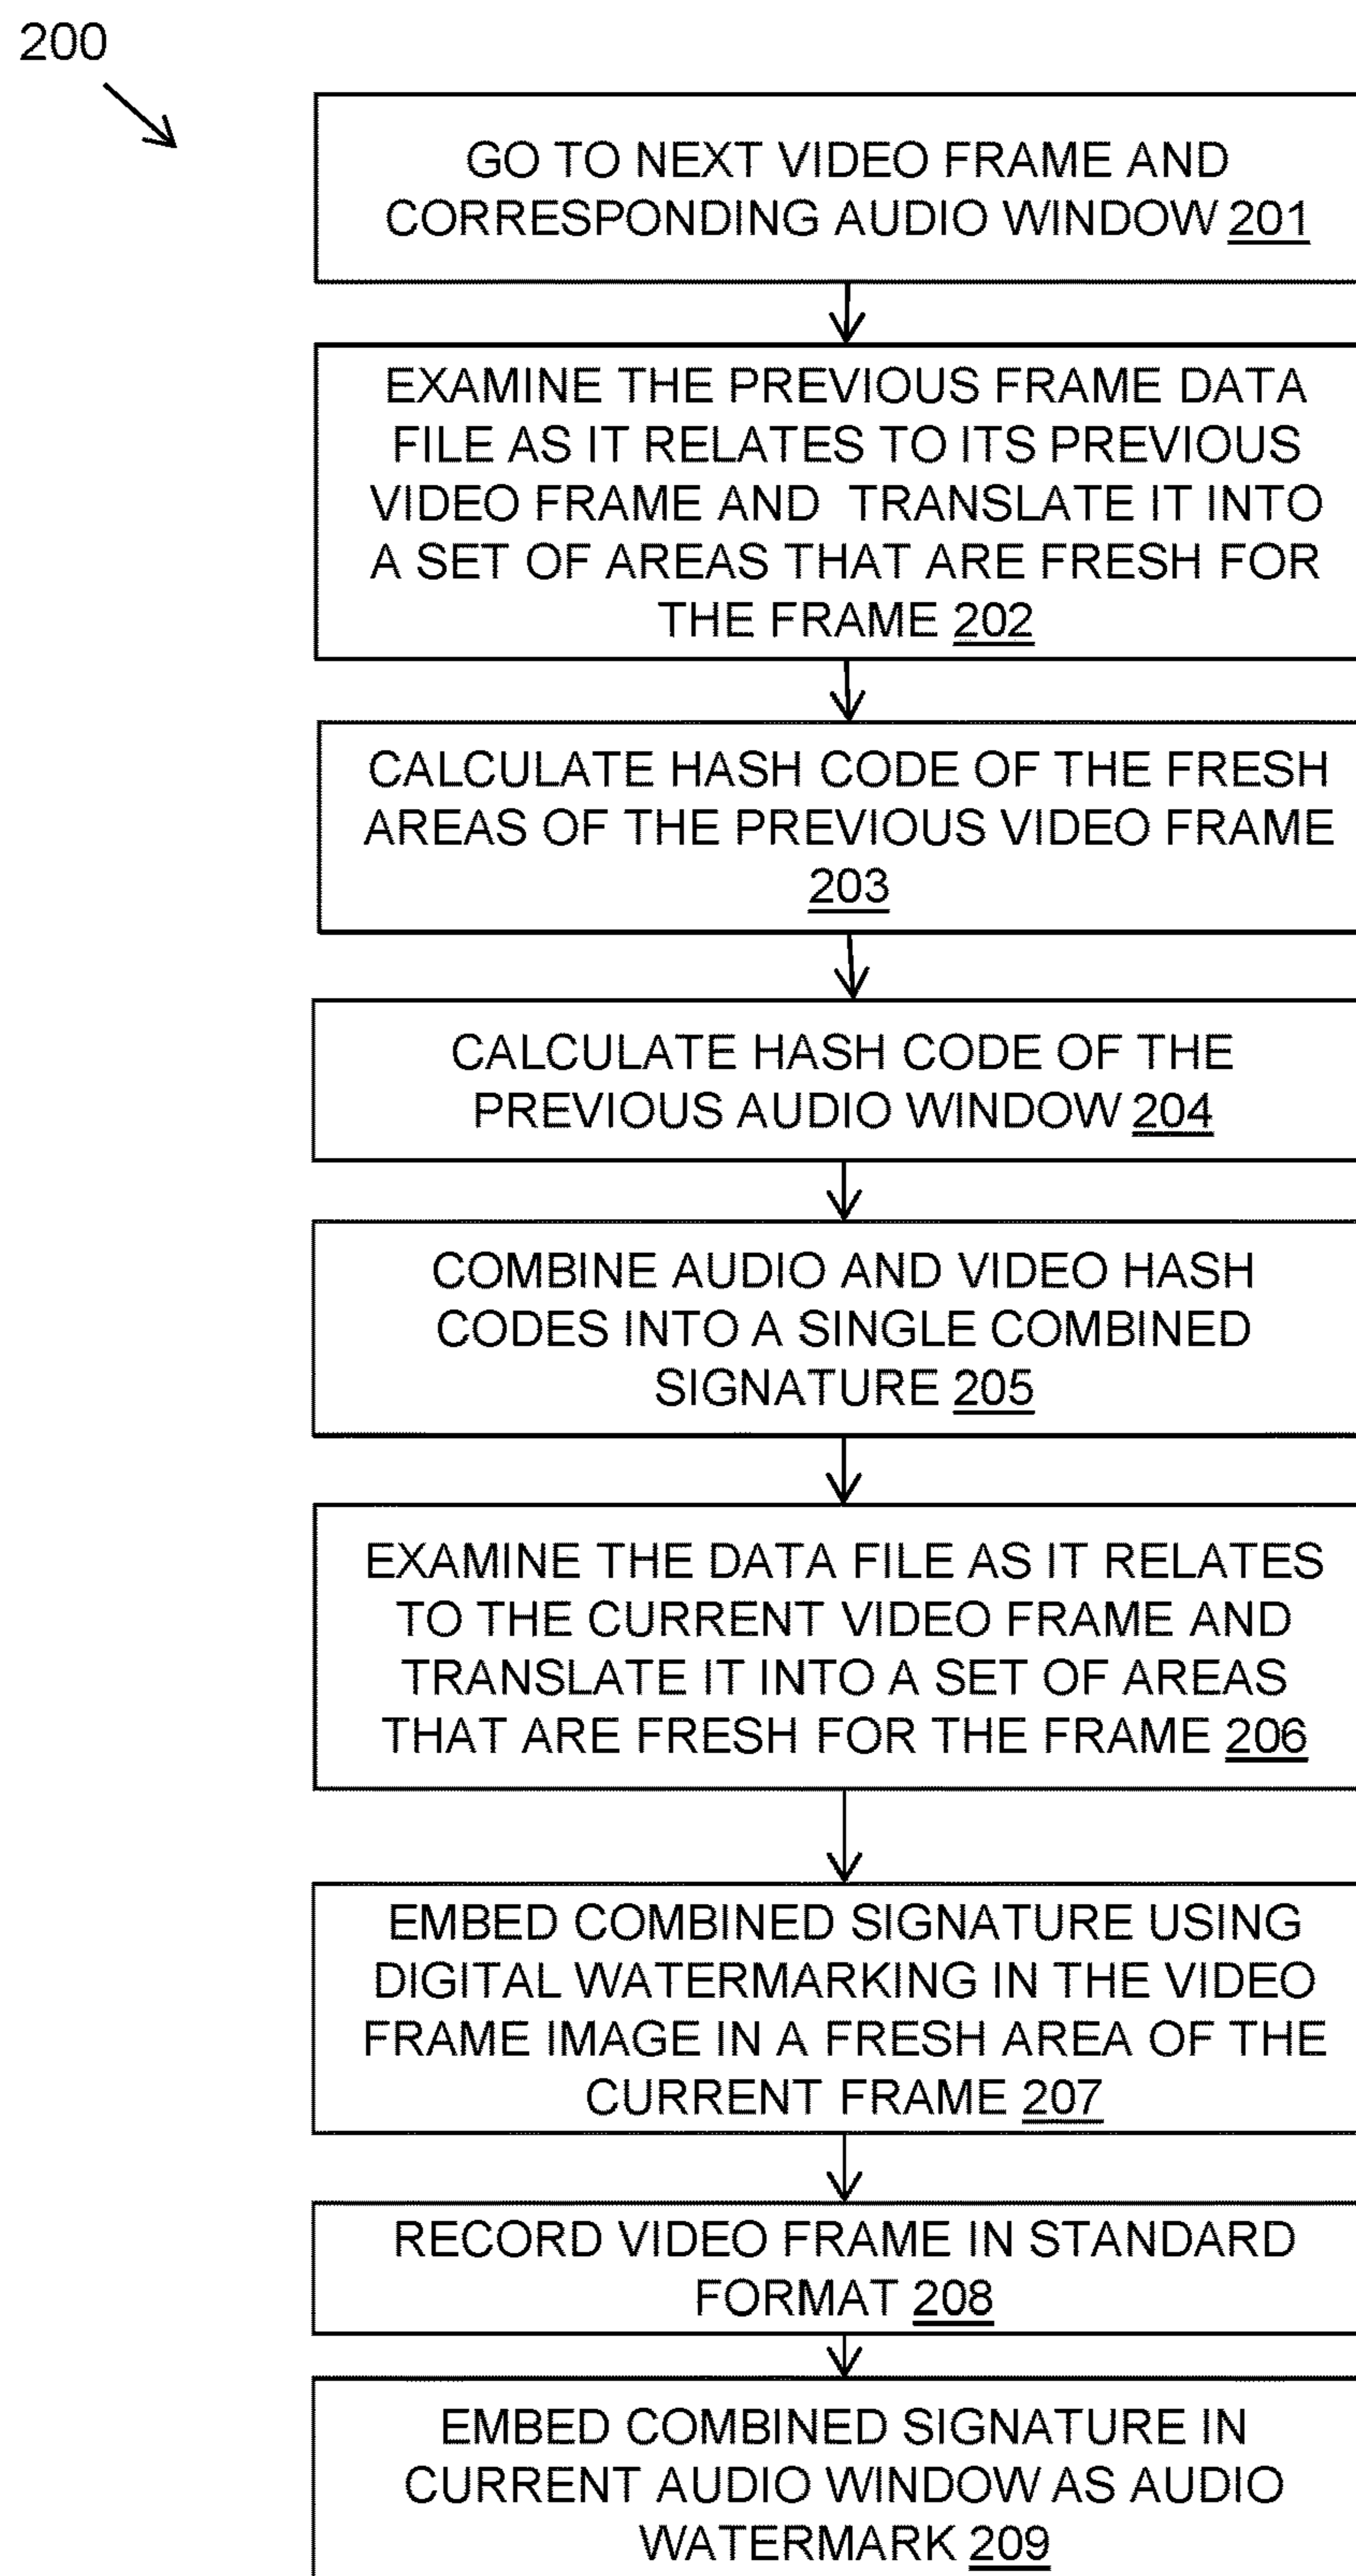 200
GO TO NEXT VIDEO FRAME AND
CORRESPONDING AUDIO WINDOW 201
EXAMINE THE PREVIOUS FRAME DATA
FILE AS IT RELATES TO ITS PREVIOUS
VIDEO FRAME AND TRANSLATE IT INTO
A SET OF AREAS THAT ARE FRESH FOR
THE FRAME 202
CALCULATE HASH CODE OF THE FRESH
AREAS OF THE PREVIOUS VIDEO FRAME
203
CALCULATE HASH CODE OF THE
PREVIOUS AUDIO WINDOW 204
COMBINE AUDIO AND VIDEO HASH
CODES INTO A SINGLE COMBINED
SIGNATURE 205
EXAMINE THE DATA FILE AS IT RELATES
TO THE CURRENT VIDEO FRAME AND
TRANSLATE IT INTO A SET OF AREAS
THAT ARE FRESH FOR THE FRAME 206
EMBED COMBINED SIGNATURE USING
DIGITAL WATERMARKING IN THE VIDEO
FRAME IMAGE IN A FRESH AREA OF THE
CURRENT FRAME 207
RECORD VIDEO FRAME IN STANDARD
FORMAT 208
EMBED COMBINED SIGNATURE IN
CURRENT AUDIO WINDOW AS AUDIO
WATERMARK 209